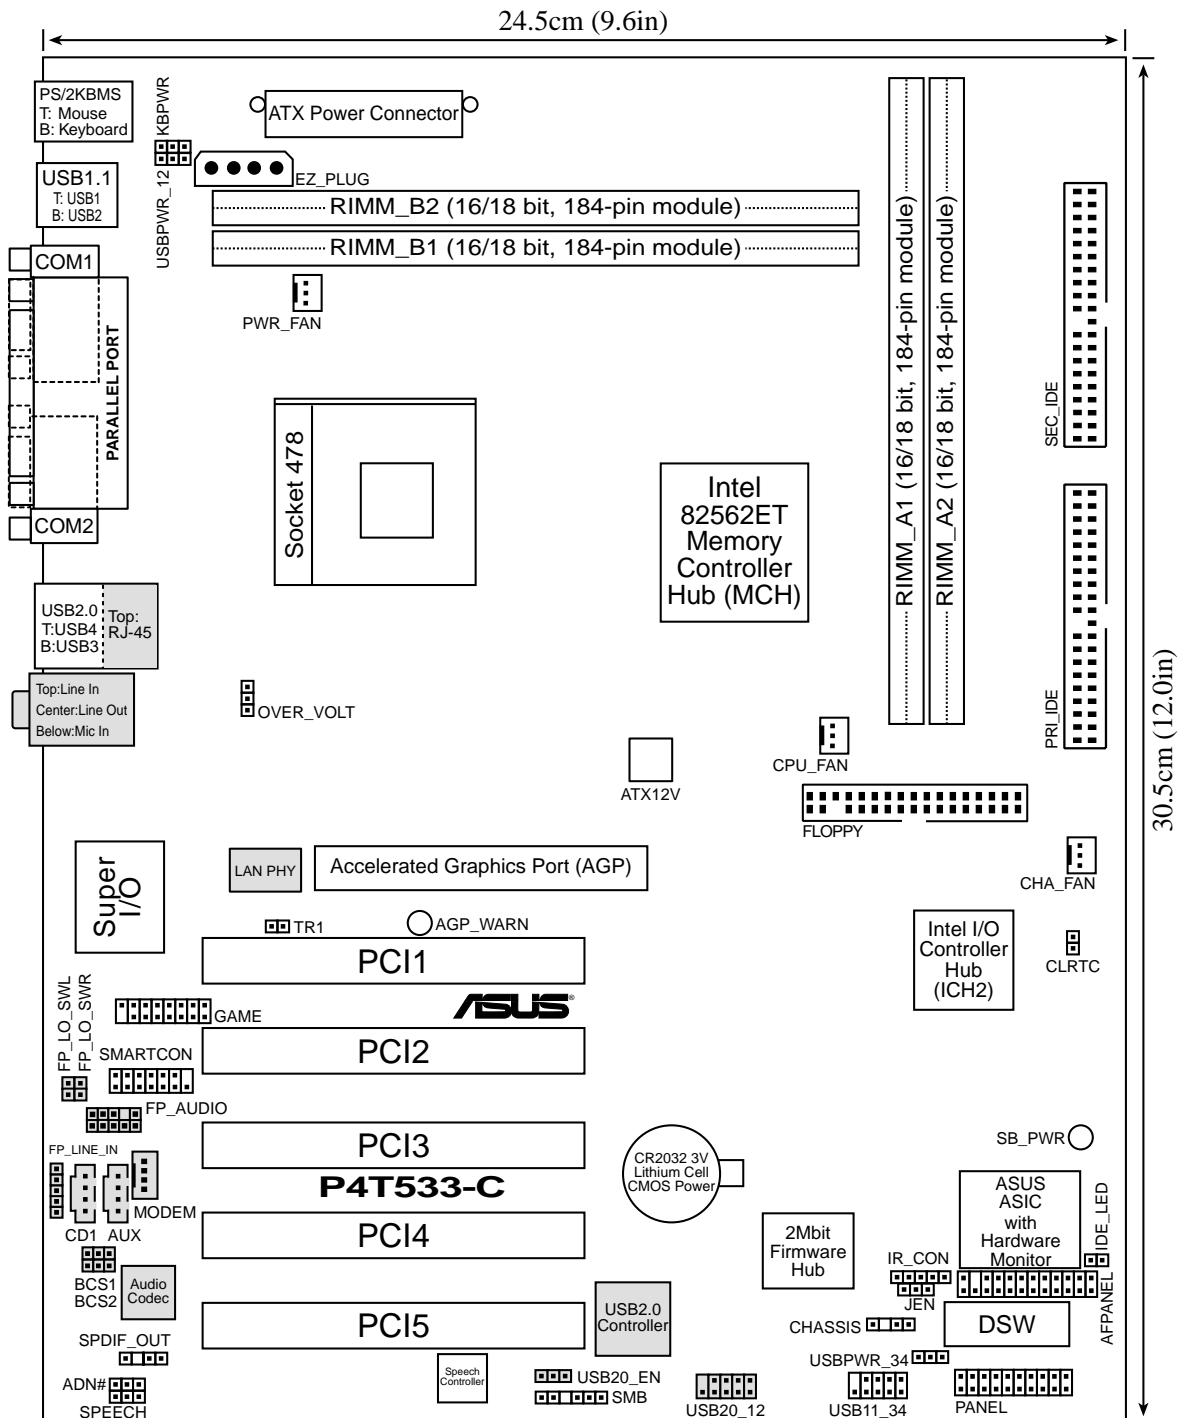 24.5cm (9.6in)
PS/2KBMS
T: Mouse
B: Keyboard
KBPWR
ATX Power Connector
USB1.1
T: USB1
B: USB2
USBPWR_12
EZ_PLUG
RIMM_B2 (16/18 bit, 184-pin module)
RIMM_B1 (16/18 bit, 184-pin module)
COM1
PWR_FAN
PARALLEL PORT
COM2
Socket 478
Intel
82562ET
Memory
Controller
Hub (MCH)
RIMM_A1 (16/18 bit, 184-pin module)
RIMM_A2 (16/18 bit, 184-pin module)
SEC_IDE
PRI_IDE
30.5cm (12.0in)
USB2.0
T:USB4
B:USB3
Top:
RJ-45
Top:Line In
Center:Line Out
Below:Mic In
OVER_VOLT
CPU_FAN
ATX12V
FLOPPY
Super
I/O
LAN PHY
Accelerated Graphics Port (AGP)
CHA_FAN
TR1
AGP_WARN
Intel I/O
Controller
Hub
(ICH2)
CLRTC
PCI1
FP_LO_SWL
FP_LO_SWR
GAME
ASUS®
SMARTCON
PCI2
FP_AUDIO
PCI3
FP_LINE_IN
P4T533-C
CR2032 3V
Lithium Cell
CMOS Power
SB_PWR
MODEM
CD1
AUX
PCI4
ASUS
ASIC
with
Hardware
Monitor
IDE_LED
2Mbit
Firmware
Hub
IR_CON
JEN
AFPANEL
BCS1
BCS2
Audio
Codec
PCI5
USB2.0
Controller
CHASSIS
DSW
SPDIF_OUT
Speech
Controller
USBPWR_34
ADN#
SPEECH
USB20_EN
SMB
USB20_12
USB11_34
PANEL